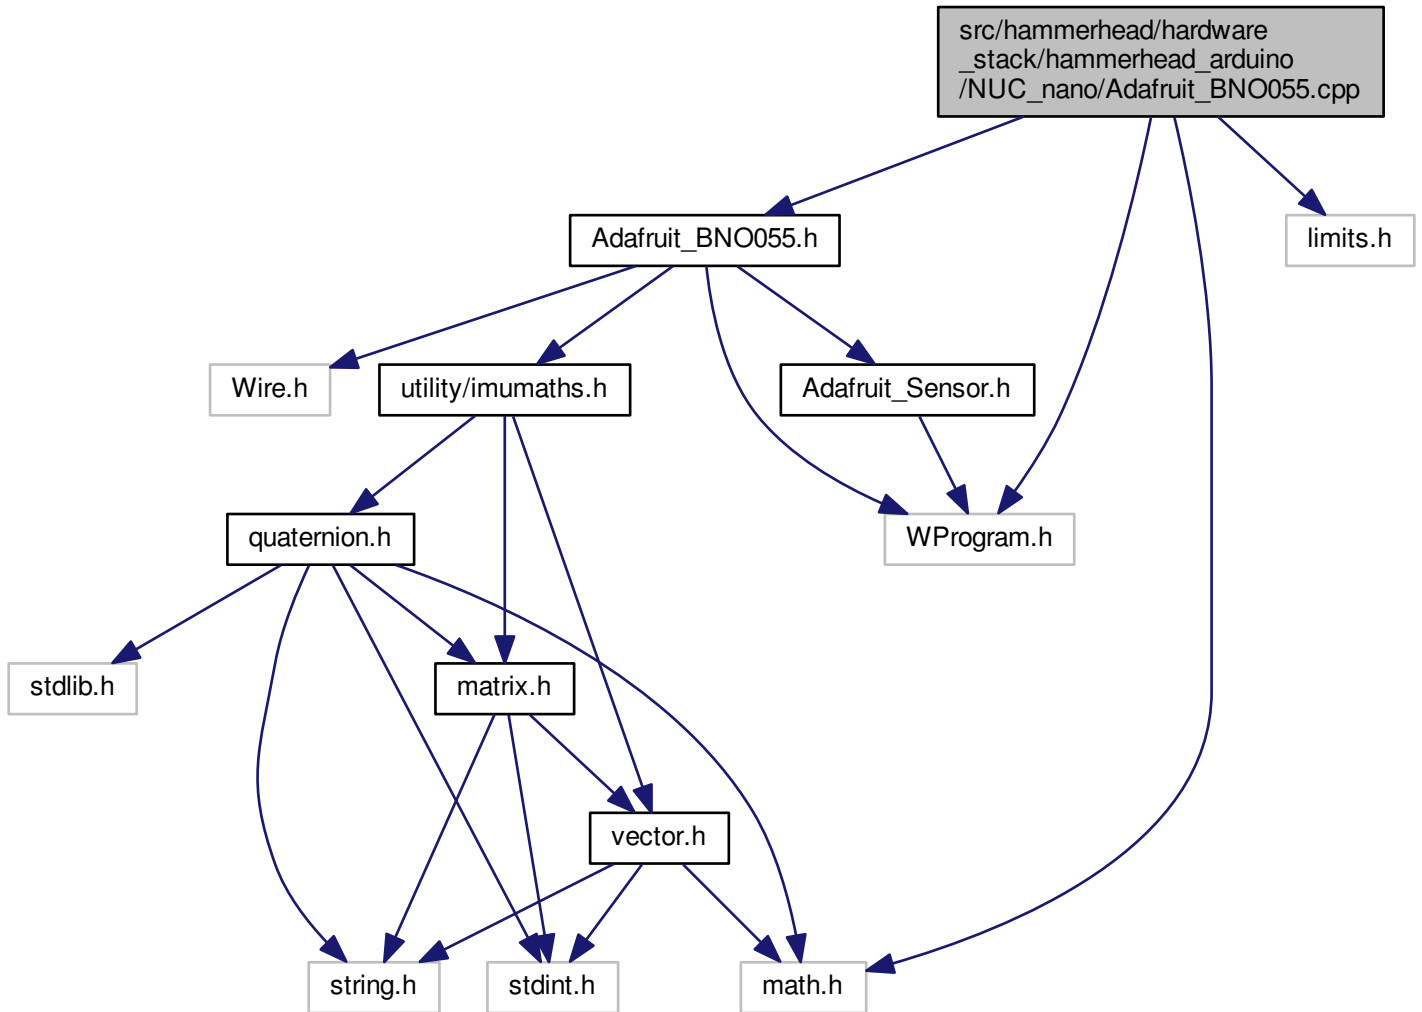 src/hammerhead/hardware
_stack/hammerhead_arduino
/NUC_nano/Adafruit_BNO055.cpp
Adafruit_BNO055.h
limits.h
Wire.h
utility/imumaths.h
Adafruit_Sensor.h
quaternion.h
WProgram.h
stdlib.h
matrix.h
vector.h
string.h
stdint.h
math.h